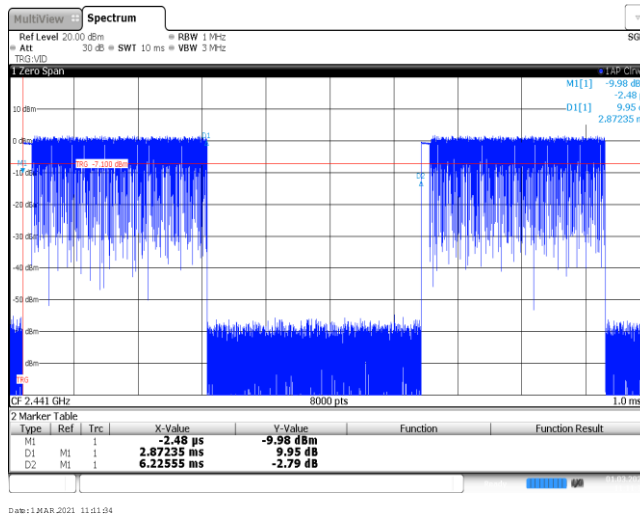 MultiView Spectrum
Ref Level 20.00 dBm RBW 1 MHz SG
Att 30 dB SWT 10 ms VBW 3 MHz
TRG:VID
1 Zero Span 1AP Clrw
M1[1] -9.98 dBm
-2.48 µs
D1[1] 9.95
2.87235 m
10 dBm
0 dBm
D1
M1
TRG -7.100 dBm
-10 dBm
D2
-20 dBm
-30 dBm
-40 dBm
-50 dBm
dBm
dBm
TRG
CF 2.441 GHz 8000 pts 1.0 ms
2 Marker Table
Type Ref Trc X-Value Y-Value Function Function Result
M1 1 -2.48 µs -9.98 dBm
D1 M1 1 2.87235 ms 9.95 dB
D2 M1 1 6.22555 ms -2.79 dB
Date:1.MAR.2021 11:11:34